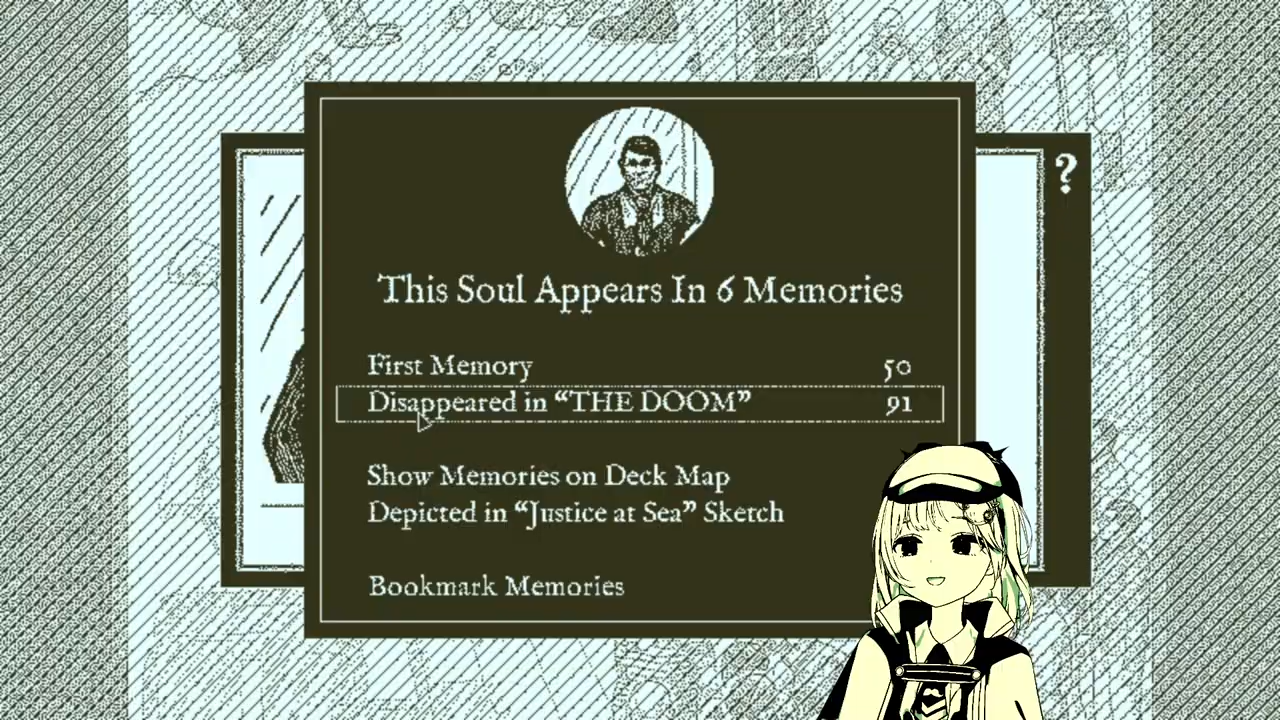 ?
This Soul Appears In 6 Memories
First Memory 50
Disappeared in “THE DOOM” 91
Show Memories on Deck Map
Depicted in “Justice at Sea” Sketch
Bookmark Memories